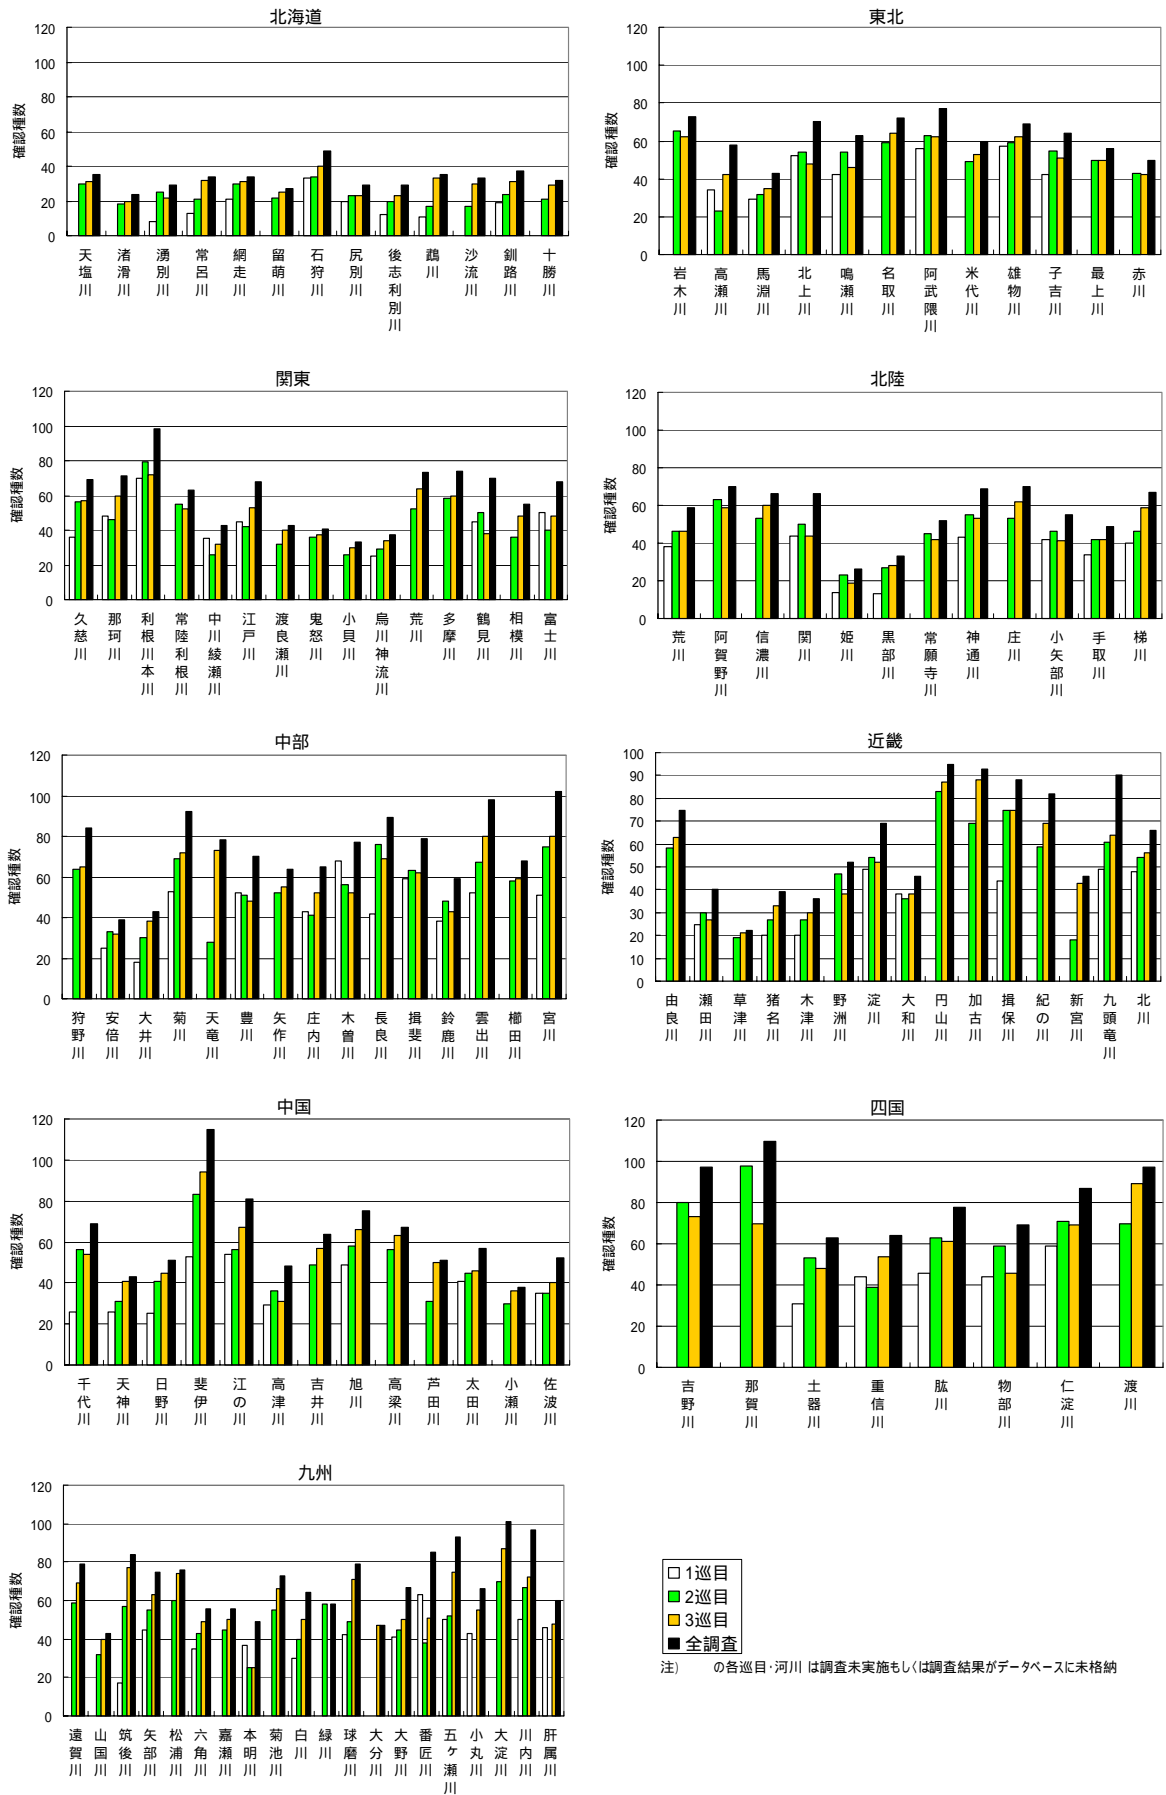 北海道
確認種数
120
100
80
60
40
20
0
天塩川 渚滑川 湧別川 常呂川 網走川 留萌川 石狩川 尻別川 後志利別川 鵡川 沙流川 釧路川 十勝川
東北
確認種数
120
100
80
60
40
20
0
岩木川 高瀬川 馬淵川 北上川 鳴瀬川 名取川 阿武隈川 米代川 雄物川 子吉川 最上川 赤川
関東
確認種数
120
100
80
60
40
20
0
久慈川 那珂川 利根川本川 常陸利根川 中川綾瀬川 江戸川 渡良瀬川 鬼怒川 小貝川 烏川神流川 荒川 多摩川 鶴見川 相模川 富士川
北陸
確認種数
120
100
80
60
40
20
0
荒川 阿賀野川 信濃川 関川 姫川 黒部川 常願寺川 神通川 庄川 小矢部川 手取川 梯川
中部
確認種数
120
100
80
60
40
20
0
狩野川 安倍川 大井川 菊川 天竜川 豊川 矢作川 庄内川 木曽川 長良川 揖斐川 鈴鹿川 雲出川 櫛田川 宮川
近畿
確認種数
100
90
80
70
60
50
40
30
20
10
0
由良川 瀬田川 草津川 猪名川 木津川 野洲川 淀川 大和川 円山川 加古川 揖保川 紀の川 新宮川 九頭竜川 北川
中国
確認種数
120
100
80
60
40
20
0
千代川 天神川 日野川 斐伊川 江の川 高津川 吉井川 旭川 高梁川 芦田川 太田川 小瀬川 佐波川
四国
確認種数
120
100
80
60
40
20
0
吉野川 那賀川 土器川 重信川 肱川 物部川 仁淀川 渡川
九州
確認種数
120
100
80
60
40
20
0
遠賀川 山国川 筑後川 矢部川 松浦川 六角川 嘉瀬川 本明川 菊池川 白川 緑川 球磨川 大分川 大野川 番匠川 五ヶ瀬川 小丸川 大淀川 川内川 肝属川
1巡目
2巡目
3巡目
全調査
注) の各巡目・河川 は調査未実施もしくは調査結果がデータベースに未格納